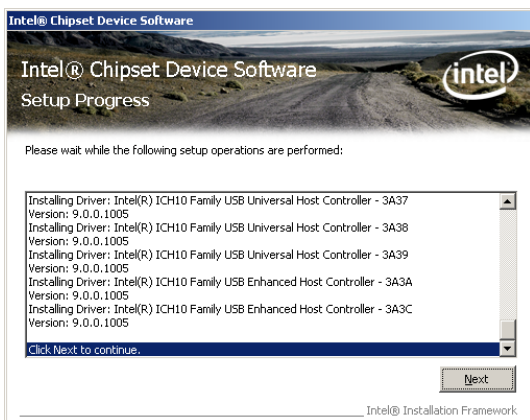 Intel® Chipset Device Software
Intel® Chipset Device Software
intel
Setup Progress
Please wait while the following setup operations are performed:
Installing Driver: Intel(R) ICH10 Family USB Universal Host Controller - 3A37
Version: 9.0.0.1005
Installing Driver: Intel(R) ICH10 Family USB Universal Host Controller - 3A38
Version: 9.0.0.1005
Installing Driver: Intel(R) ICH10 Family USB Universal Host Controller - 3A39
Version: 9.0.0.1005
Installing Driver: Intel(R) ICH10 Family USB Enhanced Host Controller - 3A3A
Version: 9.0.0.1005
Installing Driver: Intel(R) ICH10 Family USB Enhanced Host Controller - 3A3C
Version: 9.0.0.1005
Click Next to continue.
Next
Intel® Installation Framework